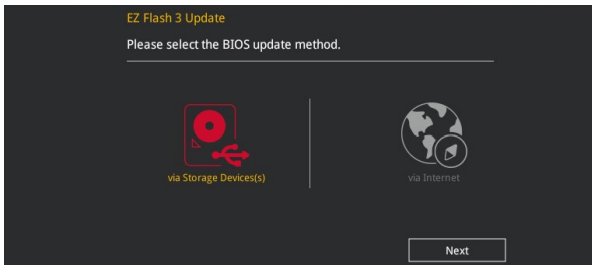 EZ Flash 3 Update
Please select the BIOS update method.
via Storage Devices(s)
via Internet
Next